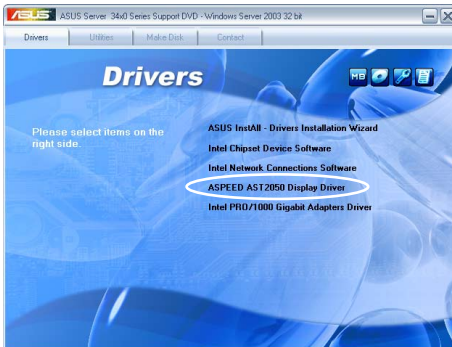 ASUS ASUS Server 34x0 Series Support DVD - Windows Server 2003 32 bit
Drivers Utilities Make Disk Contact
Drivers
MB
Please select items on the
right side.
ASUS InstAll - Drivers Installation Wizard
Intel Chipset Device Software
Intel Network Connections Software
ASPEED AST2050 Display Driver
Intel PRO/1000 Gigabit Adapters Driver